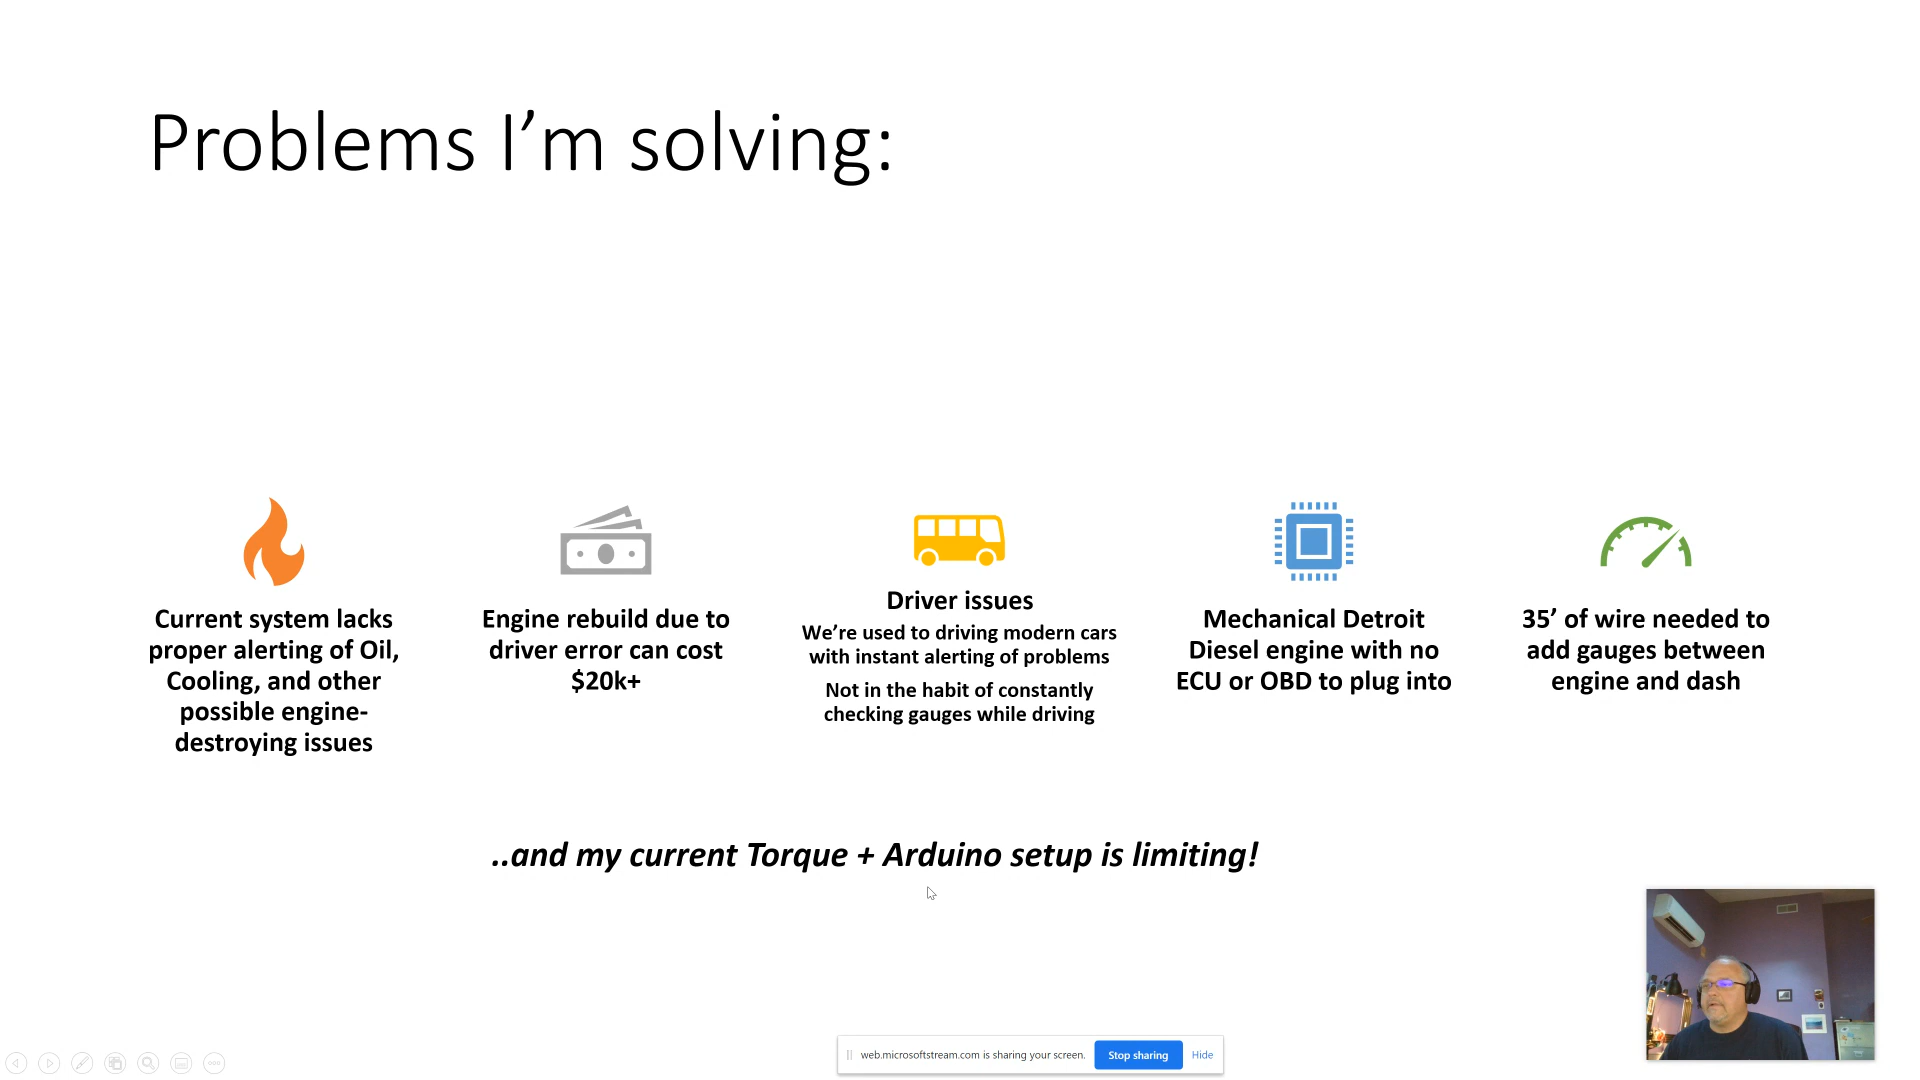 Problems I’m solving:
Current system lacks
proper alerting of Oil,
Cooling, and other
possible engine-
destroying issues
Engine rebuild due to
driver error can cost
$20k+
Driver issues
We’re used to driving modern cars
with instant alerting of problems
Not in the habit of constantly
checking gauges while driving
Mechanical Detroit
Diesel engine with no
ECU or OBD to plug into
35’ of wire needed to
add gauges between
engine and dash
..and my current Torque + Arduino setup is limiting!
web.microsoftstream.com is sharing your screen. Stop sharing Hide